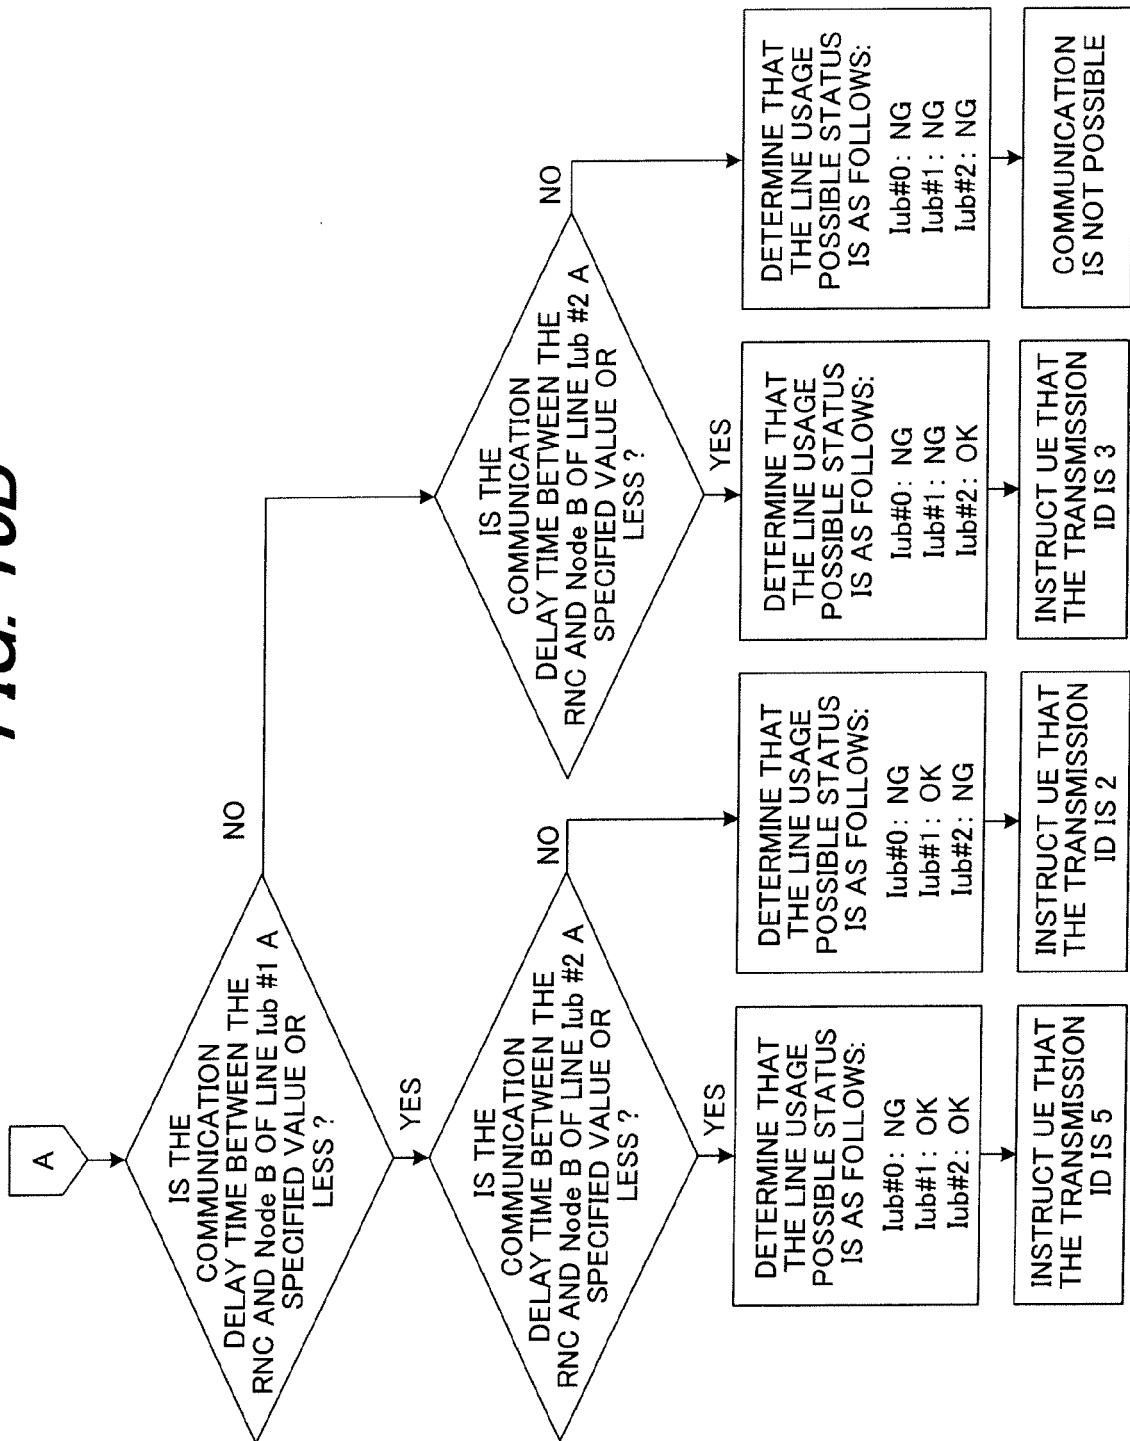 FIG. 10B
A
IS THE
COMMUNICATION
DELAY TIME BETWEEN THE
RNC AND Node B OF LINE Iub #1 A
SPECIFIED VALUE OR
LESS ?
NO
YES
IS THE
COMMUNICATION
DELAY TIME BETWEEN THE
RNC AND Node B OF LINE Iub #2 A
SPECIFIED VALUE OR
LESS ?
NO
YES
IS THE
COMMUNICATION
DELAY TIME BETWEEN THE
RNC AND Node B OF LINE Iub #2 A
SPECIFIED VALUE OR
LESS ?
NO
YES
DETERMINE THAT
THE LINE USAGE
POSSIBLE STATUS
IS AS FOLLOWS:
Iub#0: NG
Iub#1: OK
Iub#2: OK
DETERMINE THAT
THE LINE USAGE
POSSIBLE STATUS
IS AS FOLLOWS:
Iub#0: NG
Iub#1: OK
Iub#2: NG
DETERMINE THAT
THE LINE USAGE
POSSIBLE STATUS
IS AS FOLLOWS:
Iub#0: NG
Iub#1: NG
Iub#2: OK
DETERMINE THAT
THE LINE USAGE
POSSIBLE STATUS
IS AS FOLLOWS:
Iub#0: NG
Iub#1: NG
Iub#2: NG
INSTRUCT UE THAT
THE TRANSMISSION
ID IS 5
INSTRUCT UE THAT
THE TRANSMISSION
ID IS 2
INSTRUCT UE THAT
THE TRANSMISSION
ID IS 3
COMMUNICATION
IS NOT POSSIBLE